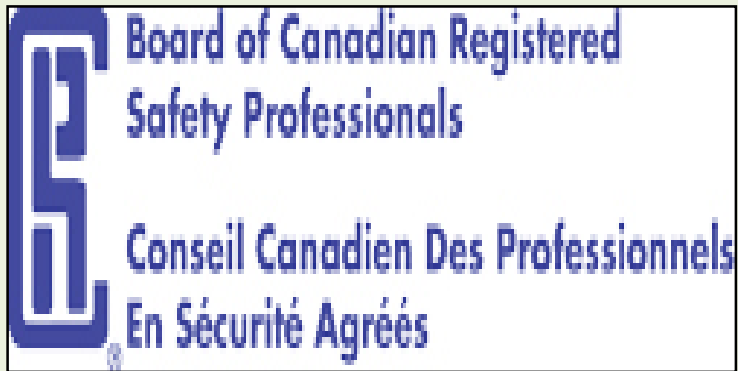 Board of Canadian Registered
Safety Professionals
Conseil Canadien Des Professionnels
En Sécurité Agréés
®